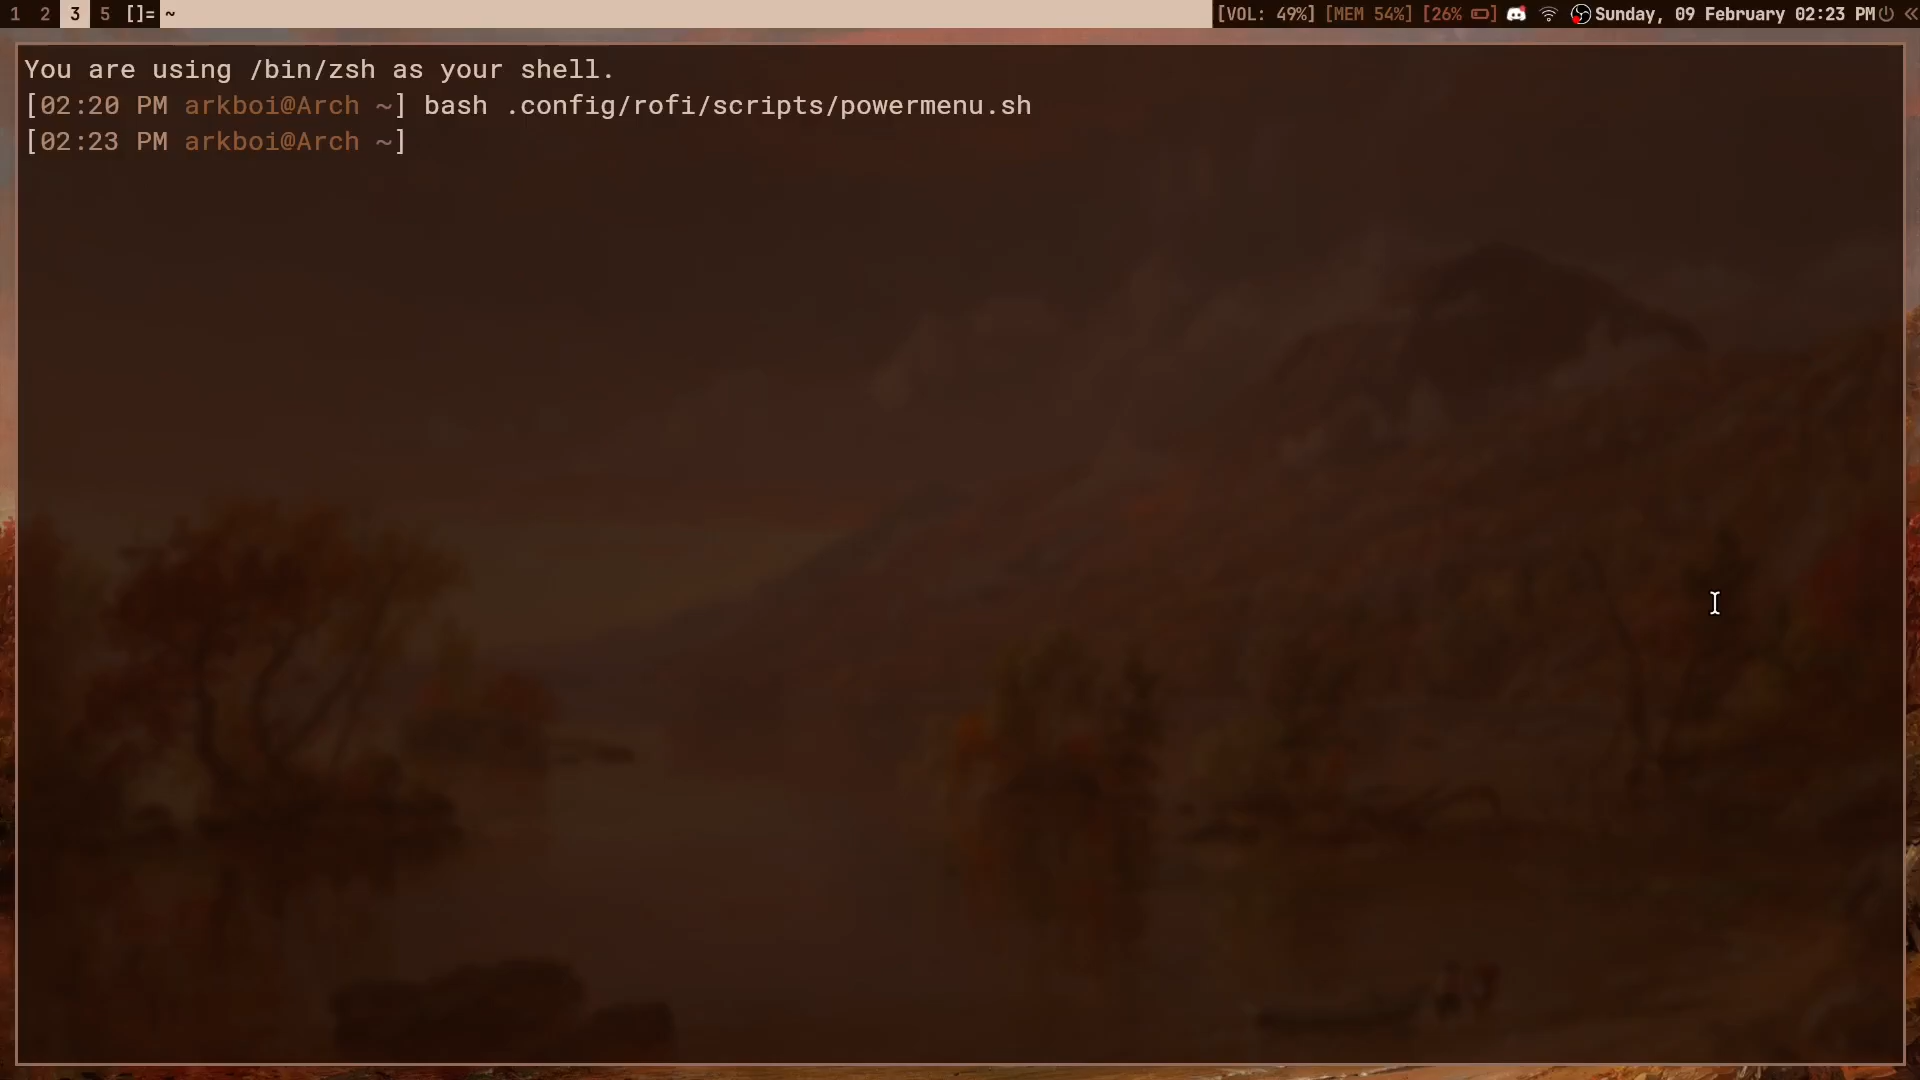 1 2 3 5 []= ~ [VOL: 49%] [MEM 54%] [26% ] Sunday, 09 February 02:23 PM
You are using /bin/zsh as your shell.
[02:20 PM arkboi@Arch ~] bash .config/rofi/scripts/powermenu.sh
[02:23 PM arkboi@Arch ~]